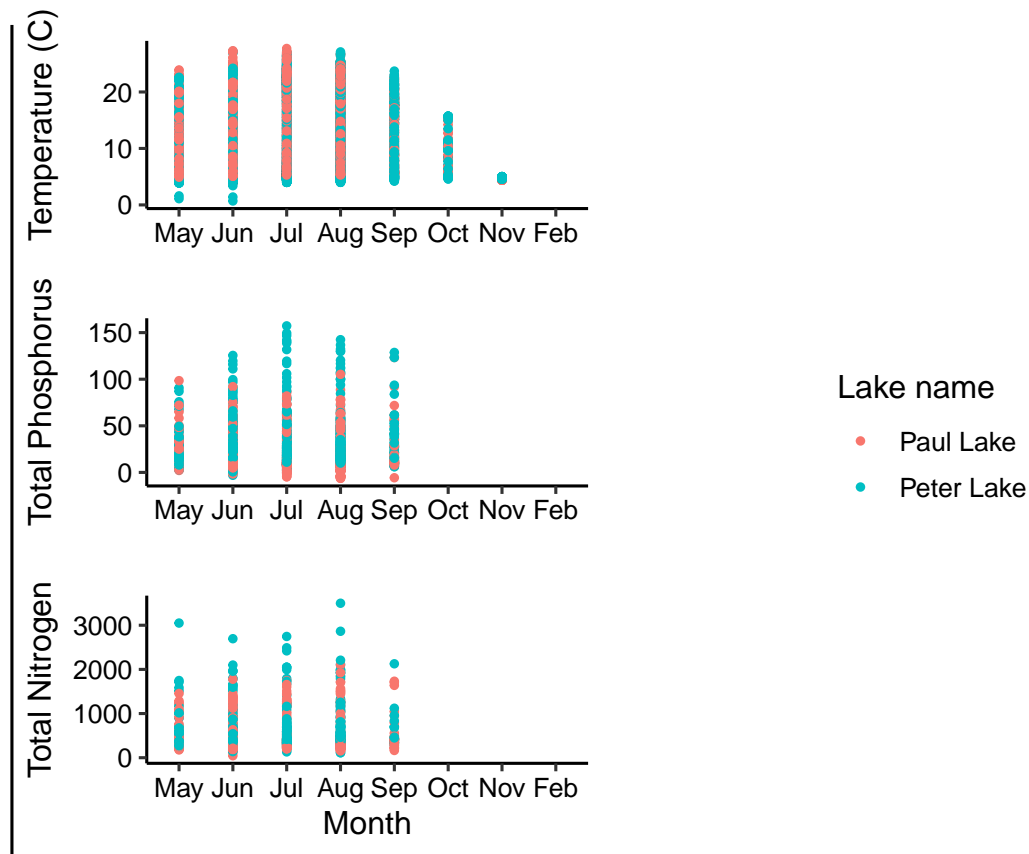 Temperature (C)
20
10
0
May Jun Jul Aug Sep Oct Nov Feb
Total Phosphorus
150
100
50
0
May Jun Jul Aug Sep Oct Nov Feb
Lake name
Paul Lake
Peter Lake
Total Nitrogen
3000
2000
1000
0
May Jun Jul Aug Sep Oct Nov Feb
Month